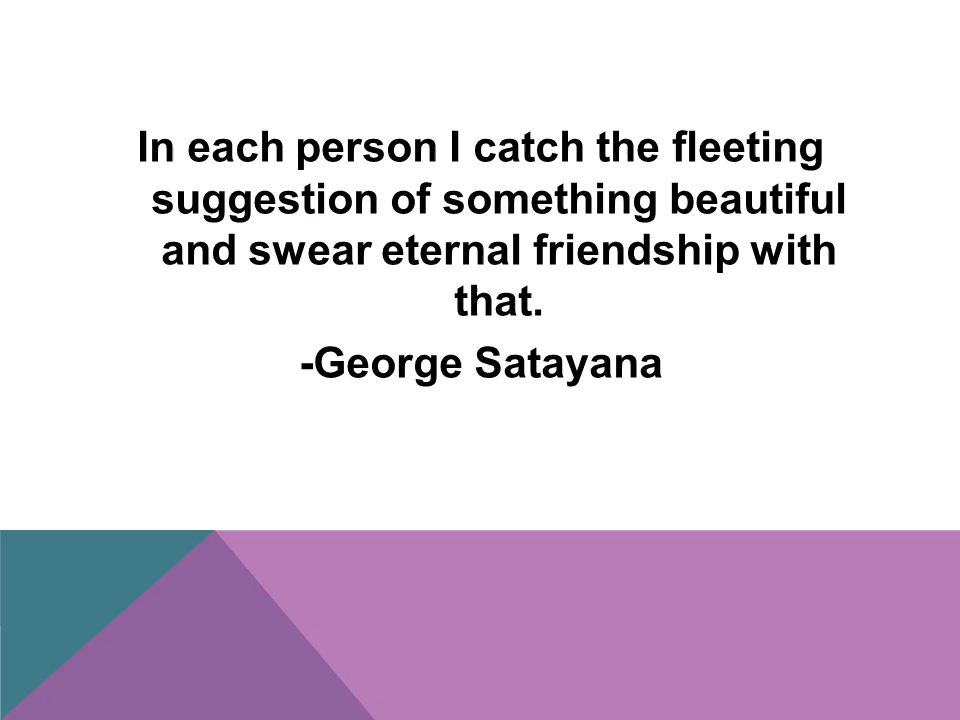 In each person I catch the fleeting
suggestion of something beautiful
and swear eternal friendship with
that.
-George Satayana